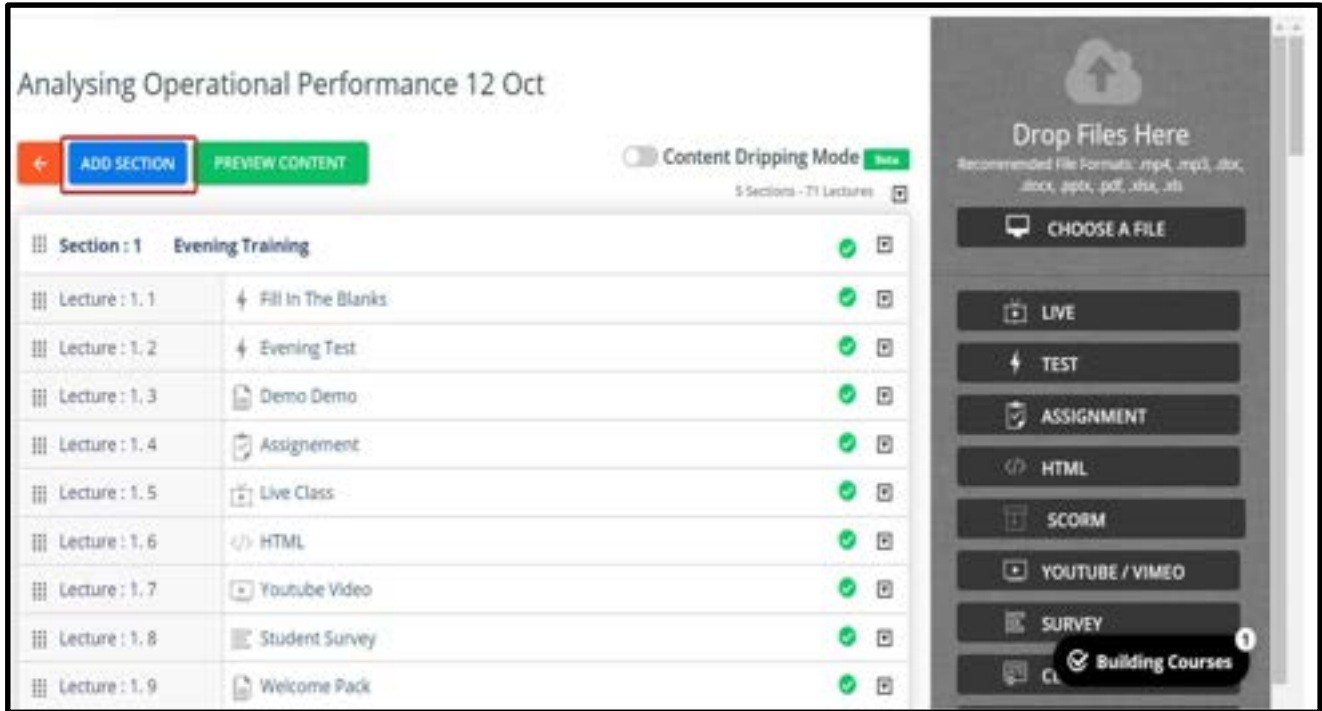 Analysing Operational Performance 12 Oct
ADD SECTION
PREVIEW CONTENT
Content Dripping Mode Beta
5 Sections - 71 Lectures
Section : 1 Evening Training
Lecture : 1. 1 Fill In The Blanks
Lecture : 1. 2 Evening Test
Lecture : 1. 3 Demo Demo
Lecture : 1. 4 Assignement
Lecture : 1. 5 Live Class
Lecture : 1. 6 HTML
Lecture : 1. 7 Youtube Video
Lecture : 1. 8 Student Survey
Lecture : 1. 9 Welcome Pack
Drop Files Here
Recommended File Formats: .mp4, .mp3, .doc,
.docx, .pptx, .pdf, .xlsx, .xls
CHOOSE A FILE
LIVE
TEST
ASSIGNMENT
HTML
SCORM
YOUTUBE / VIMEO
SURVEY
1
Building Courses